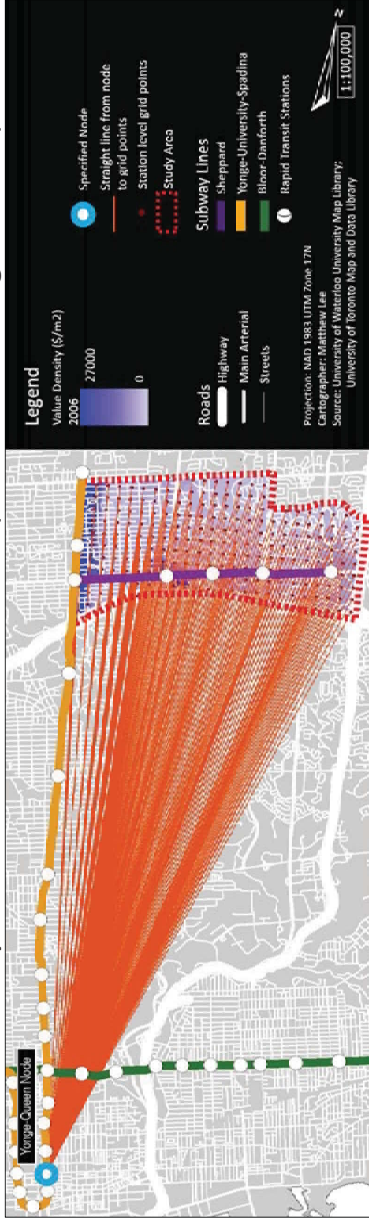 Legend
Value Density ($/m2)
2006
27000
0
Specified Node
Straight line from node
to grid points
Station level grid points
Study Area
Roads
Highway
Main Arterial
Streets
Subway Lines
Sheppard
Yonge-University-Spadina
Bloor-Danforth
Rapid Transit Stations
Projection: NAD 1983 UTM Zone 17N
Cartographer: Matthew Lee
Source: University of Waterloo University Map Library;
University of Toronto Map and Data Library
N
1:100,000
Yonge-Queen Node